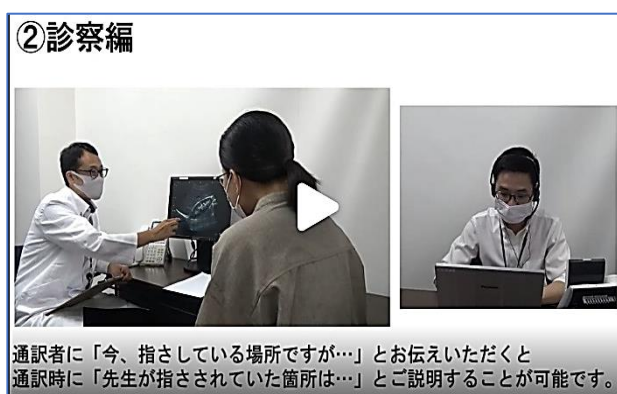 ②診察編
通訳者に「今、指さしている場所ですが…」とお伝えいただくと
通訳時に「先生が指さされていた箇所は…」とご説明することが可能です。